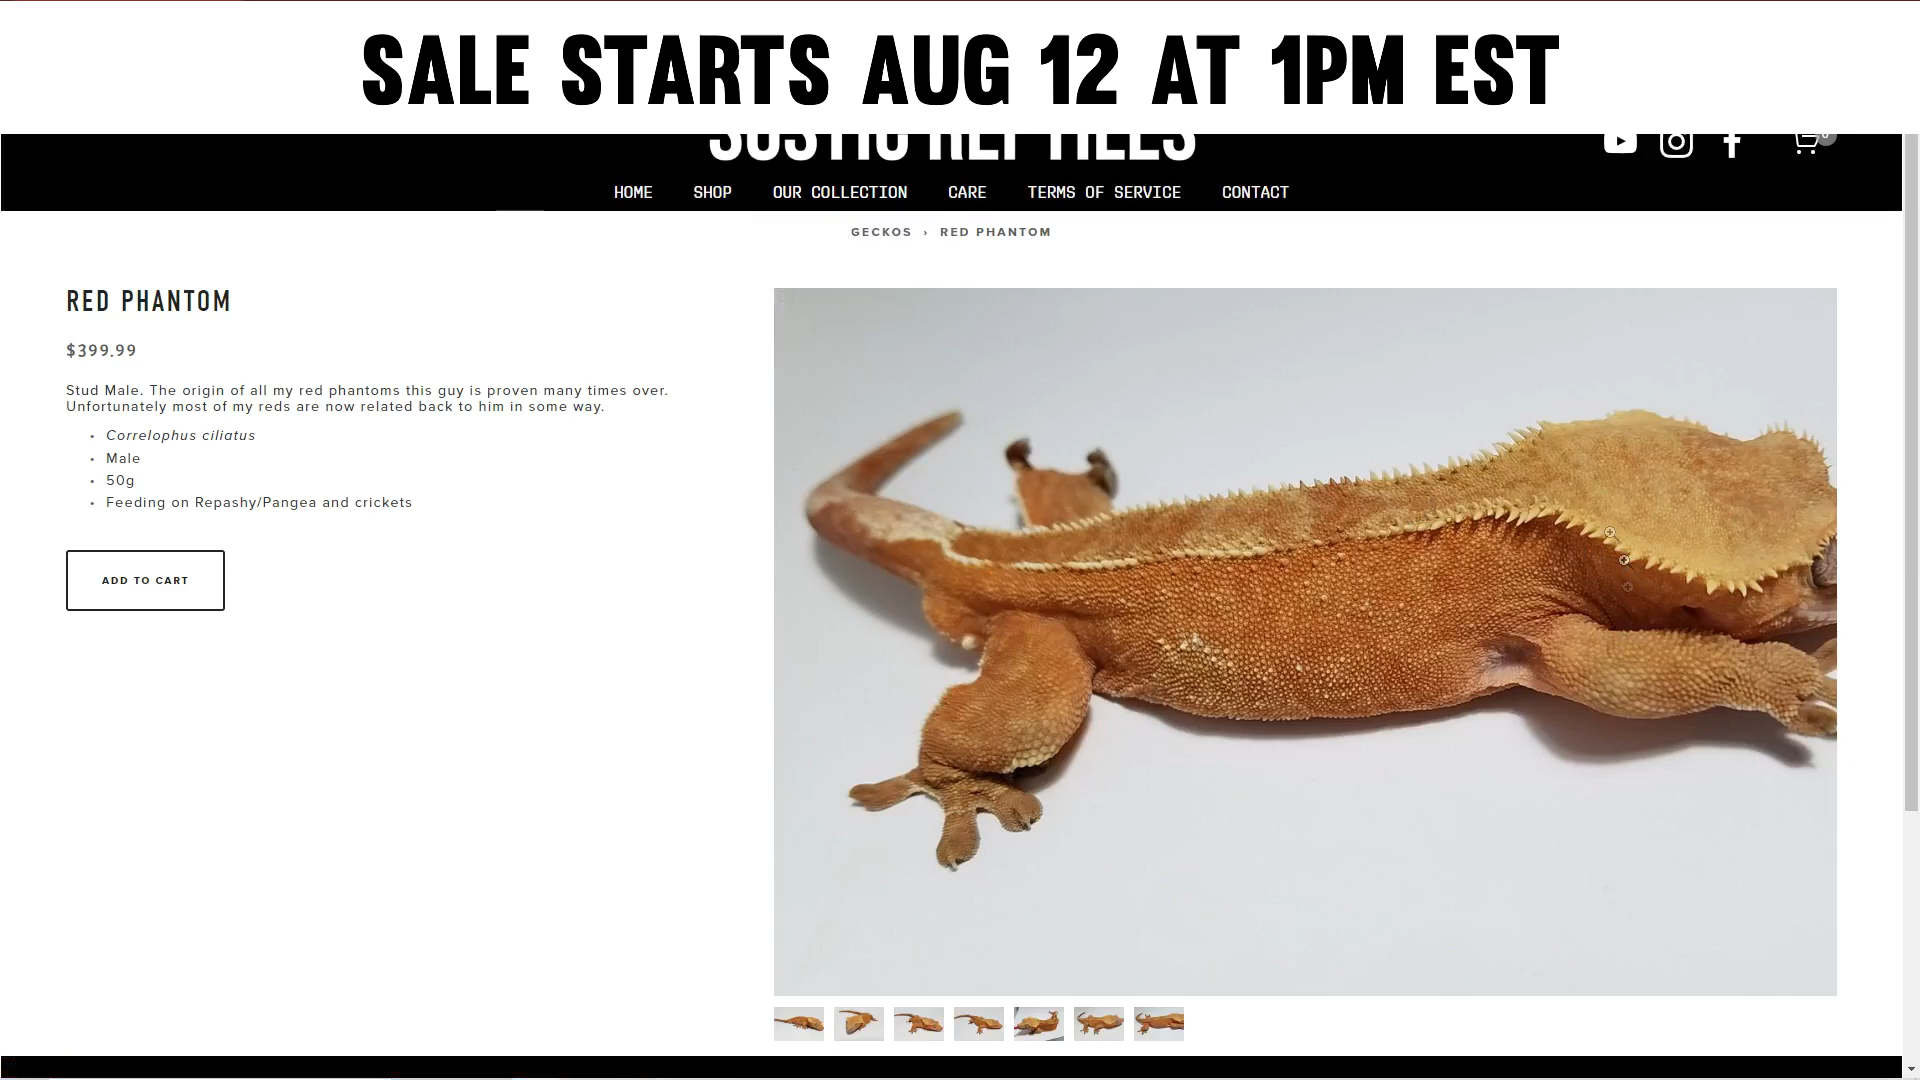 SALE STARTS AUG 12 AT 1PM EST
HOME SHOP OUR COLLECTION CARE TERMS OF SERVICE CONTACT
GECKOS › RED PHANTOM
RED PHANTOM
$399.99
Stud Male. The origin of all my red phantoms this guy is proven many times over.
Unfortunately most of my reds are now related back to him in some way.
• Correlophus ciliatus
• Male
• 50g
• Feeding on Repashy/Pangea and crickets
ADD TO CART